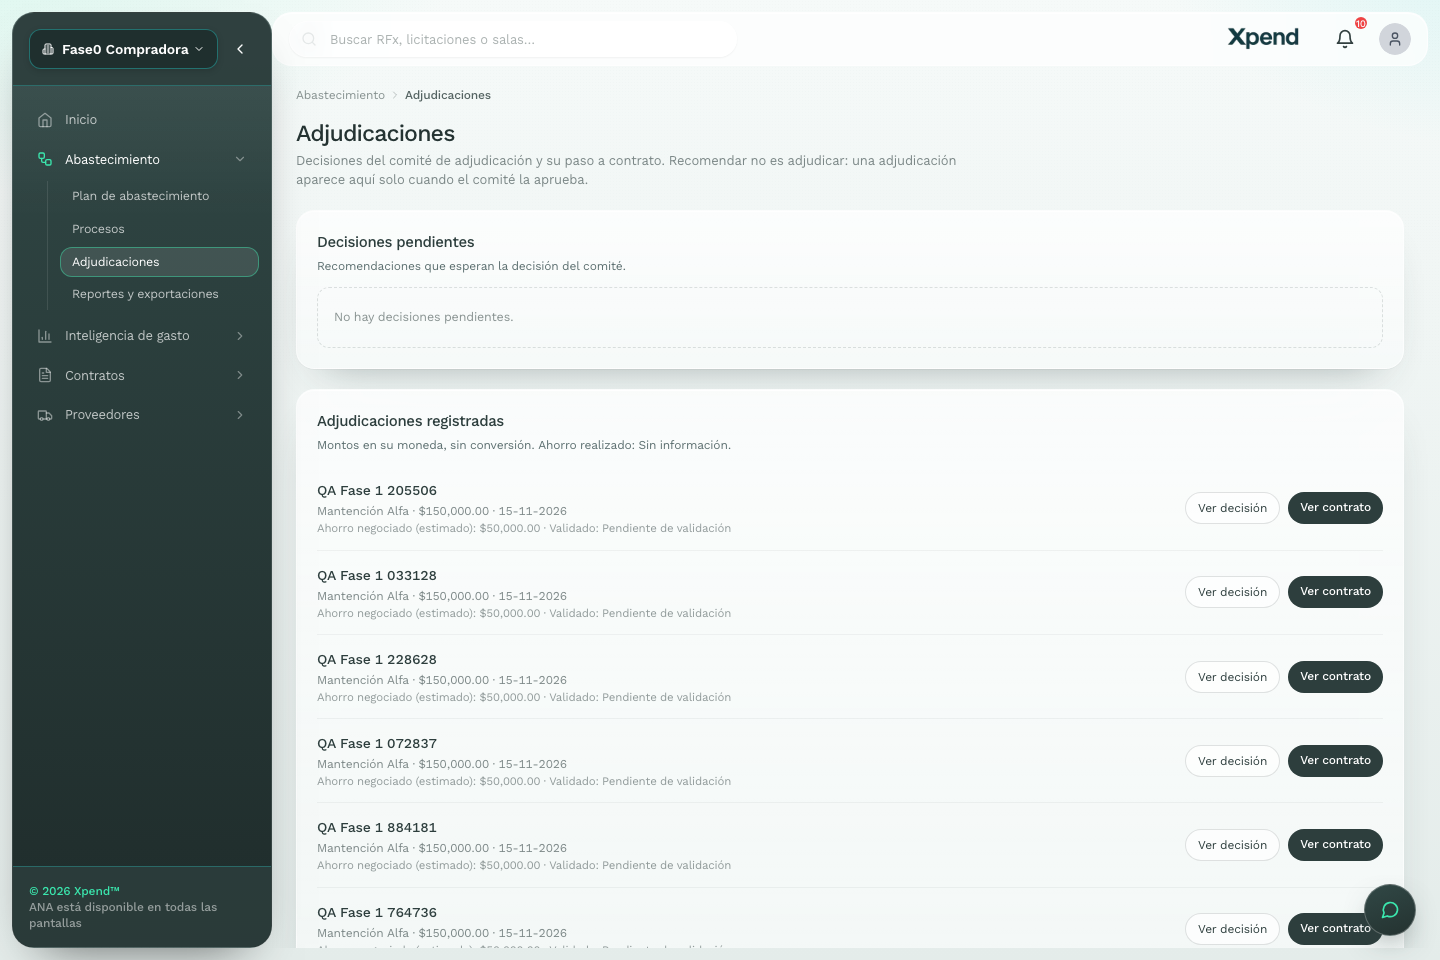 Fase0 Compradora
Buscar RFx, licitaciones o salas...
Xpend
10
Inicio
Abastecimiento
Plan de abastecimiento
Procesos
Adjudicaciones
Reportes y exportaciones
Inteligencia de gasto
Contratos
Proveedores
© 2026 Xpend™
ANA está disponible en todas las
pantallas
Abastecimiento > Adjudicaciones
Adjudicaciones
Decisiones del comité de adjudicación y su paso a contrato. Recomendar no es adjudicar: una adjudicación
aparece aquí solo cuando el comité la aprueba.
Decisiones pendientes
Recomendaciones que esperan la decisión del comité.
No hay decisiones pendientes.
Adjudicaciones registradas
Montos en su moneda, sin conversión. Ahorro realizado: Sin información.
QA Fase 1 205506
Mantención Alfa · $150,000.00 · 15-11-2026
Ahorro negociado (estimado): $50,000.00 · Validado: Pendiente de validación
Ver decisión
Ver contrato
QA Fase 1 033128
Mantención Alfa · $150,000.00 · 15-11-2026
Ahorro negociado (estimado): $50,000.00 · Validado: Pendiente de validación
Ver decisión
Ver contrato
QA Fase 1 228628
Mantención Alfa · $150,000.00 · 15-11-2026
Ahorro negociado (estimado): $50,000.00 · Validado: Pendiente de validación
Ver decisión
Ver contrato
QA Fase 1 072837
Mantención Alfa · $150,000.00 · 15-11-2026
Ahorro negociado (estimado): $50,000.00 · Validado: Pendiente de validación
Ver decisión
Ver contrato
QA Fase 1 884181
Mantención Alfa · $150,000.00 · 15-11-2026
Ahorro negociado (estimado): $50,000.00 · Validado: Pendiente de validación
Ver decisión
Ver contrato
QA Fase 1 764736
Mantención Alfa · $150,000.00 · 15-11-2026
Ver decisión
Ver contrato